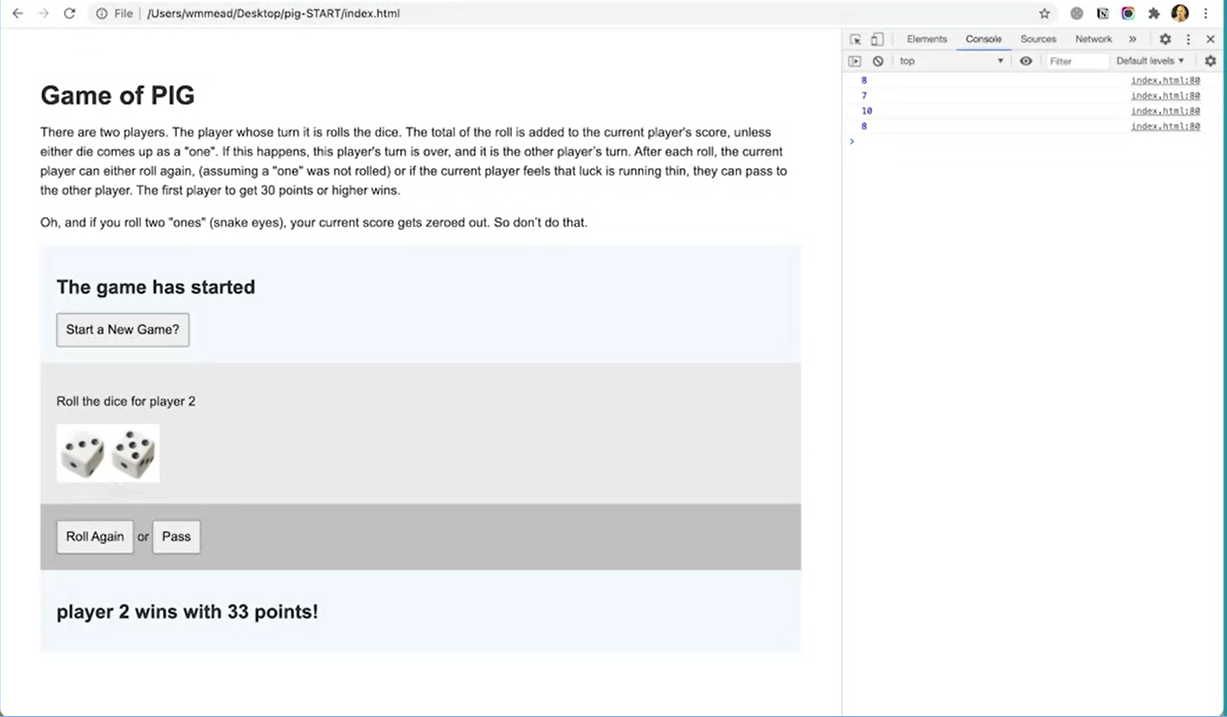 File /Users/wmmead/Desktop/pig-START/index.html
Elements Console Sources Network »
top Filter Default levels
8 index.html:80
7 index.html:80
10 index.html:80
8 index.html:80
Game of PIG
There are two players. The player whose turn it is rolls the dice. The total of the roll is added to the current player's score, unless
either die comes up as a "one". If this happens, this player's turn is over, and it is the other player's turn. After each roll, the current
player can either roll again, (assuming a "one" was not rolled) or if the current player feels that luck is running thin, they can pass to
the other player. The first player to get 30 points or higher wins.
Oh, and if you roll two "ones" (snake eyes), your current score gets zeroed out. So don't do that.
The game has started
Start a New Game?
Roll the dice for player 2
Roll Again or Pass
player 2 wins with 33 points!